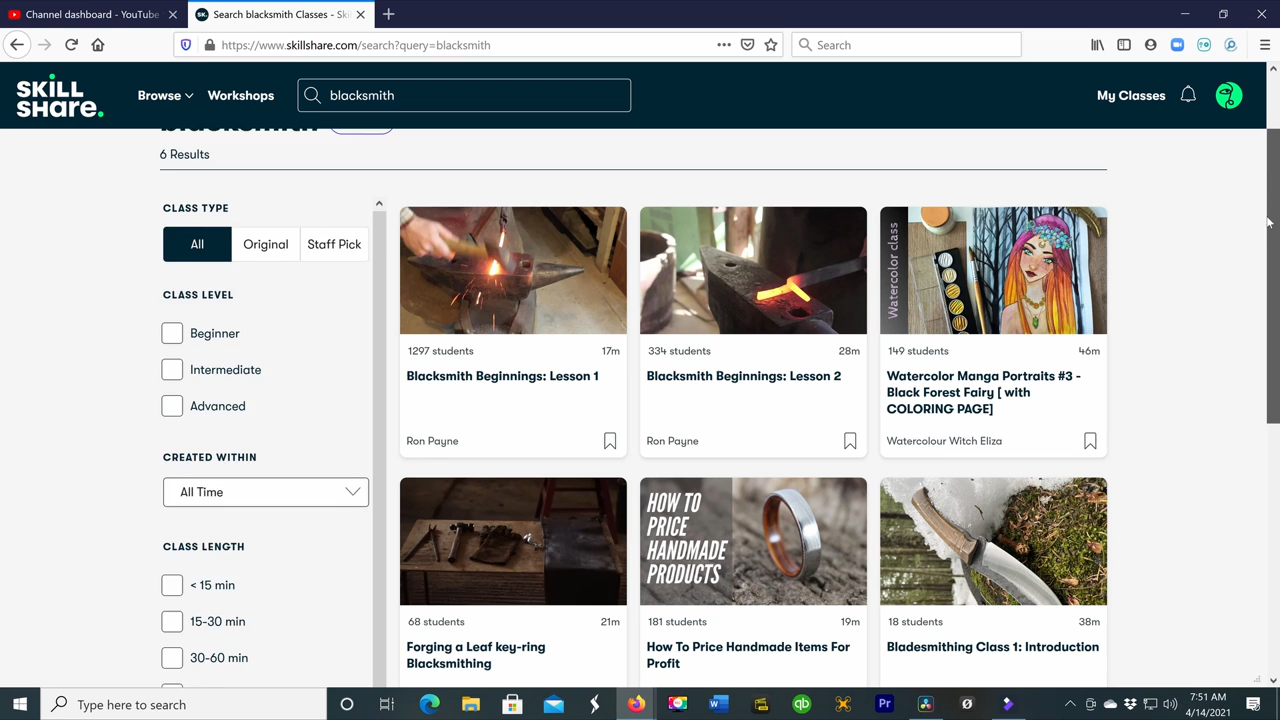 Channel dashboard - YouTube
Search blacksmith Classes - Ski
https://www.skillshare.com/search?query=blacksmith
Search
SKILL
SHARE.
Browse
Workshops
blacksmith
My Classes
blacksmith
6 Results
CLASS TYPE
All
Original
Staff Pick
CLASS LEVEL
Beginner
Intermediate
Advanced
CREATED WITHIN
All Time
CLASS LENGTH
< 15 min
15-30 min
30-60 min
1297 students
17m
Blacksmith Beginnings: Lesson 1
Ron Payne
334 students
28m
Blacksmith Beginnings: Lesson 2
Ron Payne
Watercolor class
149 students
46m
Watercolor Manga Portraits #3 -
Black Forest Fairy [ with
COLORING PAGE]
Watercolour Witch Eliza
68 students
21m
Forging a Leaf key-ring
Blacksmithing
HOW TO
PRICE
HANDMADE
PRODUCTS
181 students
19m
How To Price Handmade Items For
Profit
18 students
38m
Bladesmithing Class 1: Introduction
Type here to search
7:51 AM
4/14/2021